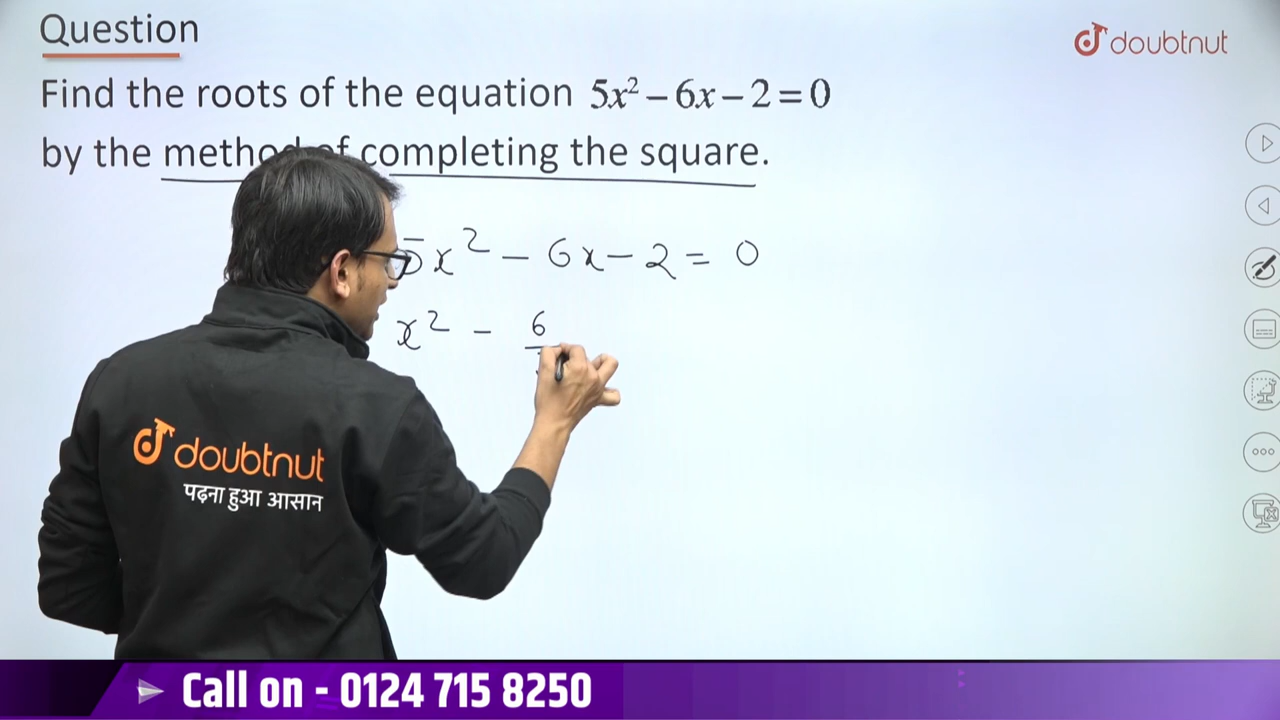 Question
doubtnut
Find the roots of the equation 5x² – 6x – 2 = 0
by the method of completing the square.
5x² – 6x – 2 = 0
x² – 6
doubtnut
पढ़ना हुआ आसान
Call on - 0124 715 8250